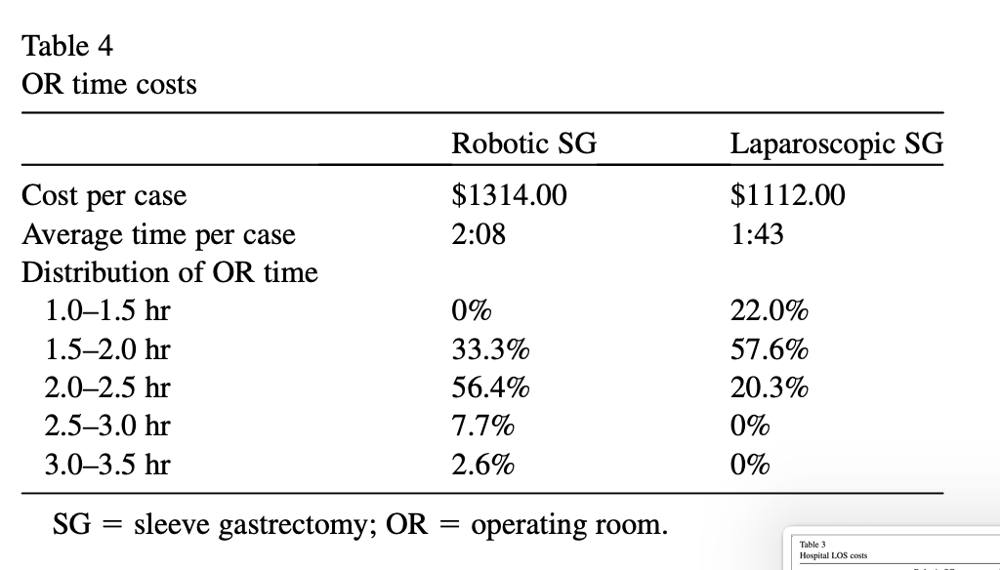 Table 4
OR time costs
Robotic SG Laparoscopic SG
Cost per case $1314.00 $1112.00
Average time per case 2:08 1:43
Distribution of OR time
1.0–1.5 hr 0% 22.0%
1.5–2.0 hr 33.3% 57.6%
2.0–2.5 hr 56.4% 20.3%
2.5–3.0 hr 7.7% 0%
3.0–3.5 hr 2.6% 0%
SG = sleeve gastrectomy; OR = operating room.
Table 3
Hospital LOS costs